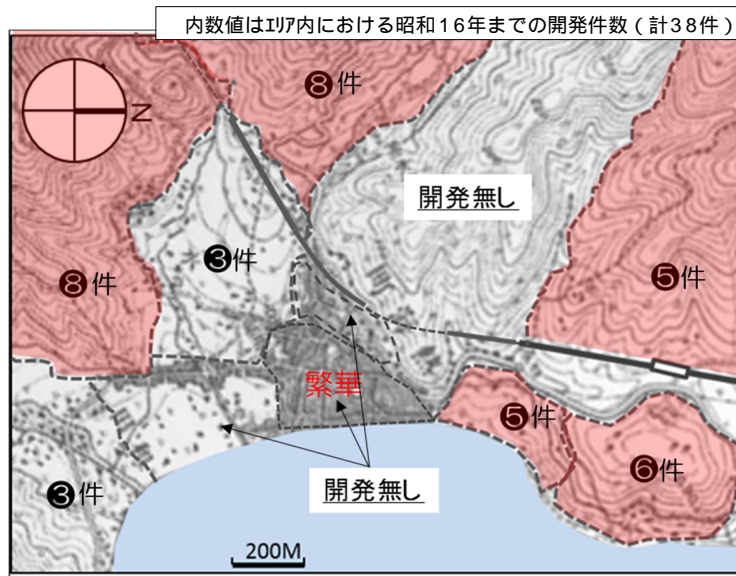 内数値はエリア内における昭和16年までの開発件数（計38件）
❽件
N
開発無し
❸件
❽件
❺件
繁華
❺件
❻件
開発無し
❸件
200M